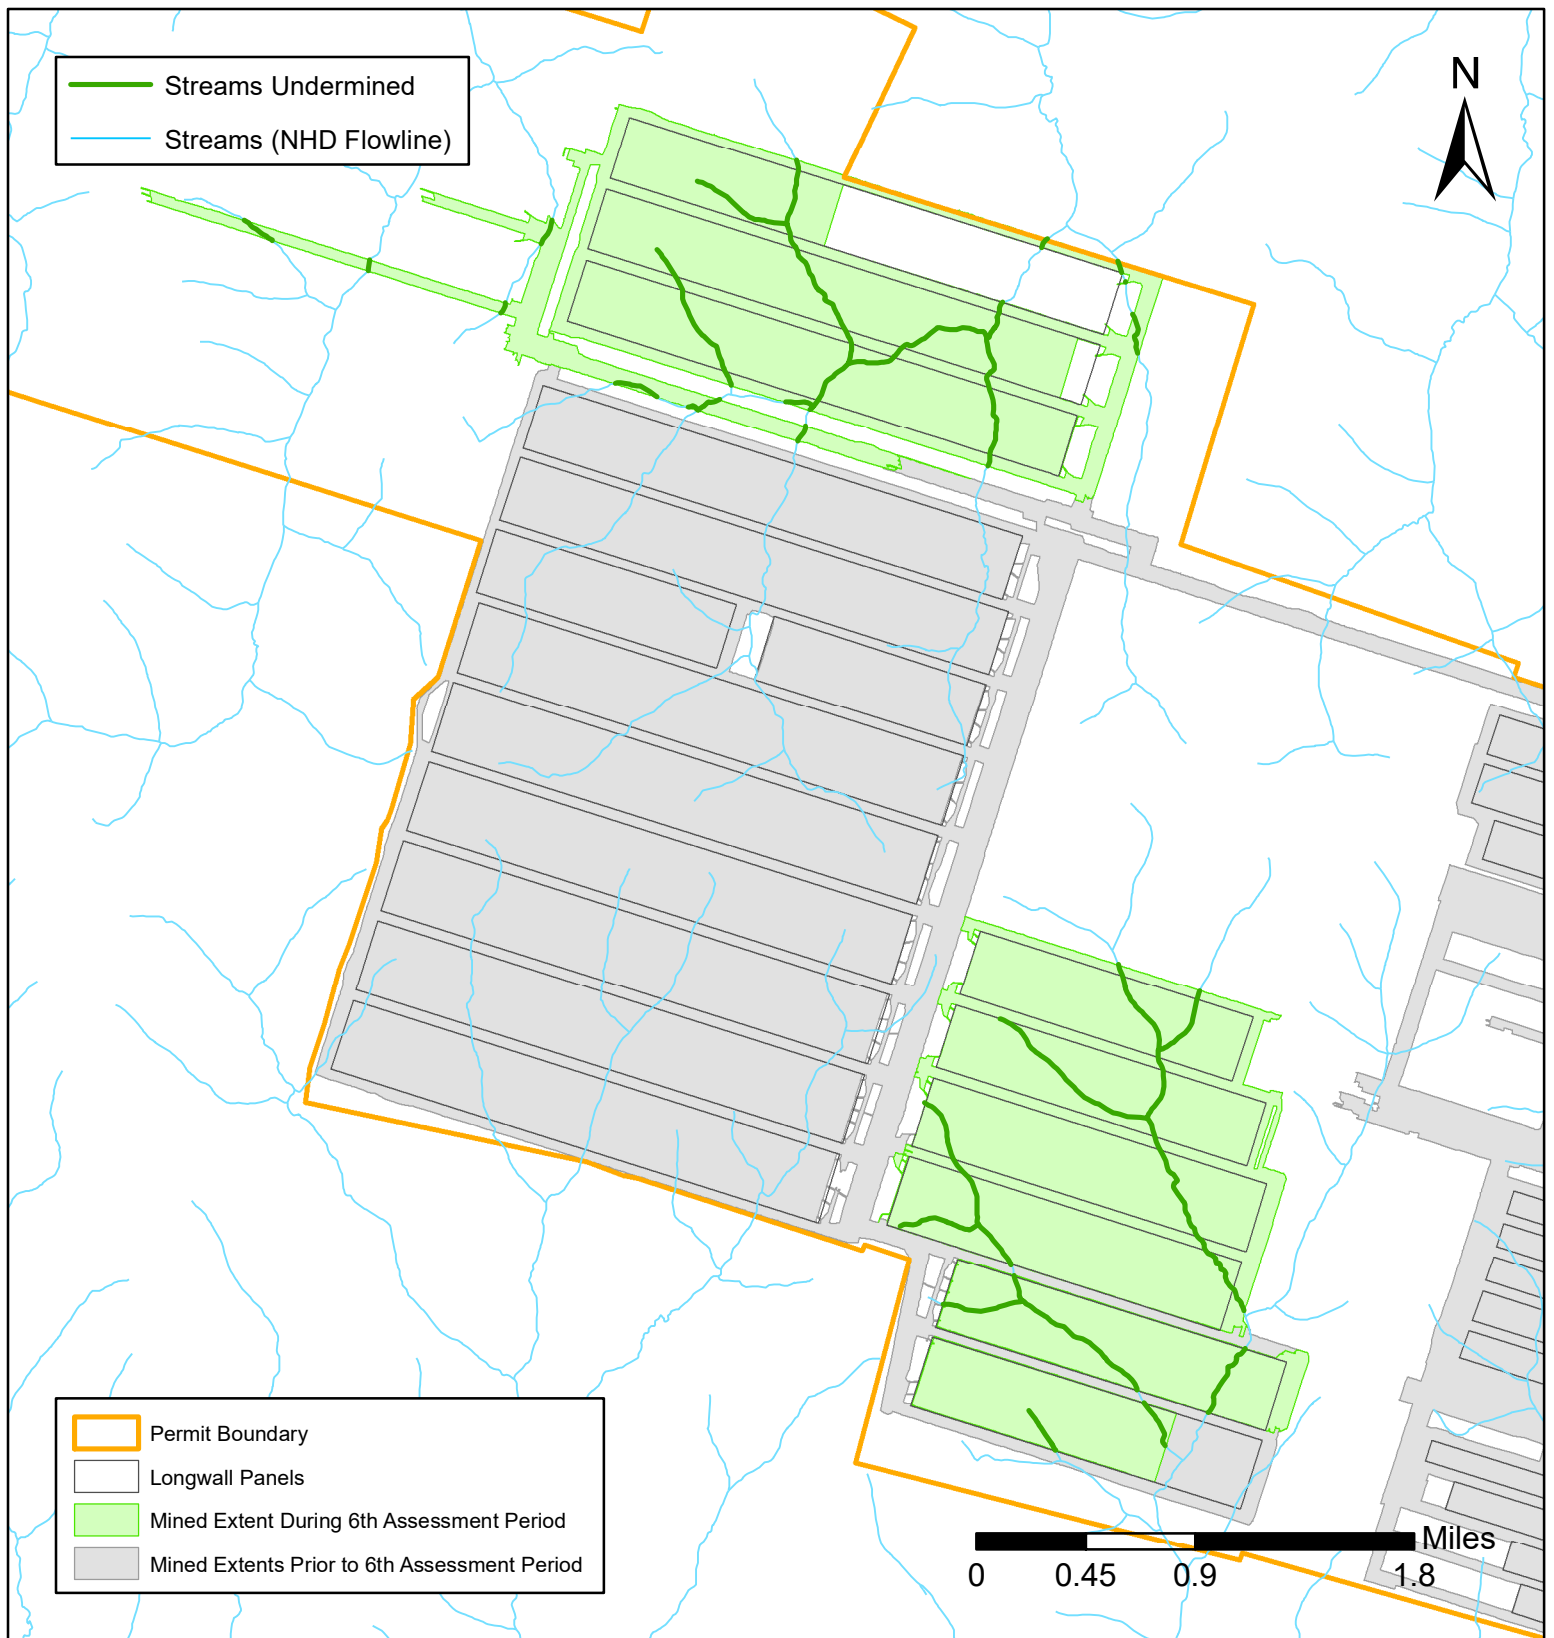 Streams Undermined
Streams (NHD Flowline)
N
Permit Boundary
Longwall Panels
Mined Extent During 6th Assessment Period
Mined Extents Prior to 6th Assessment Period
Miles
0 0.45 0.9 1.8